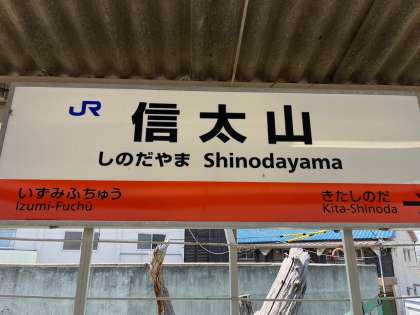 JR 信太山
しのだやま Shinodayama
いずみふちゅう きたしのだ
Izumi-Fuchū Kita-Shinoda